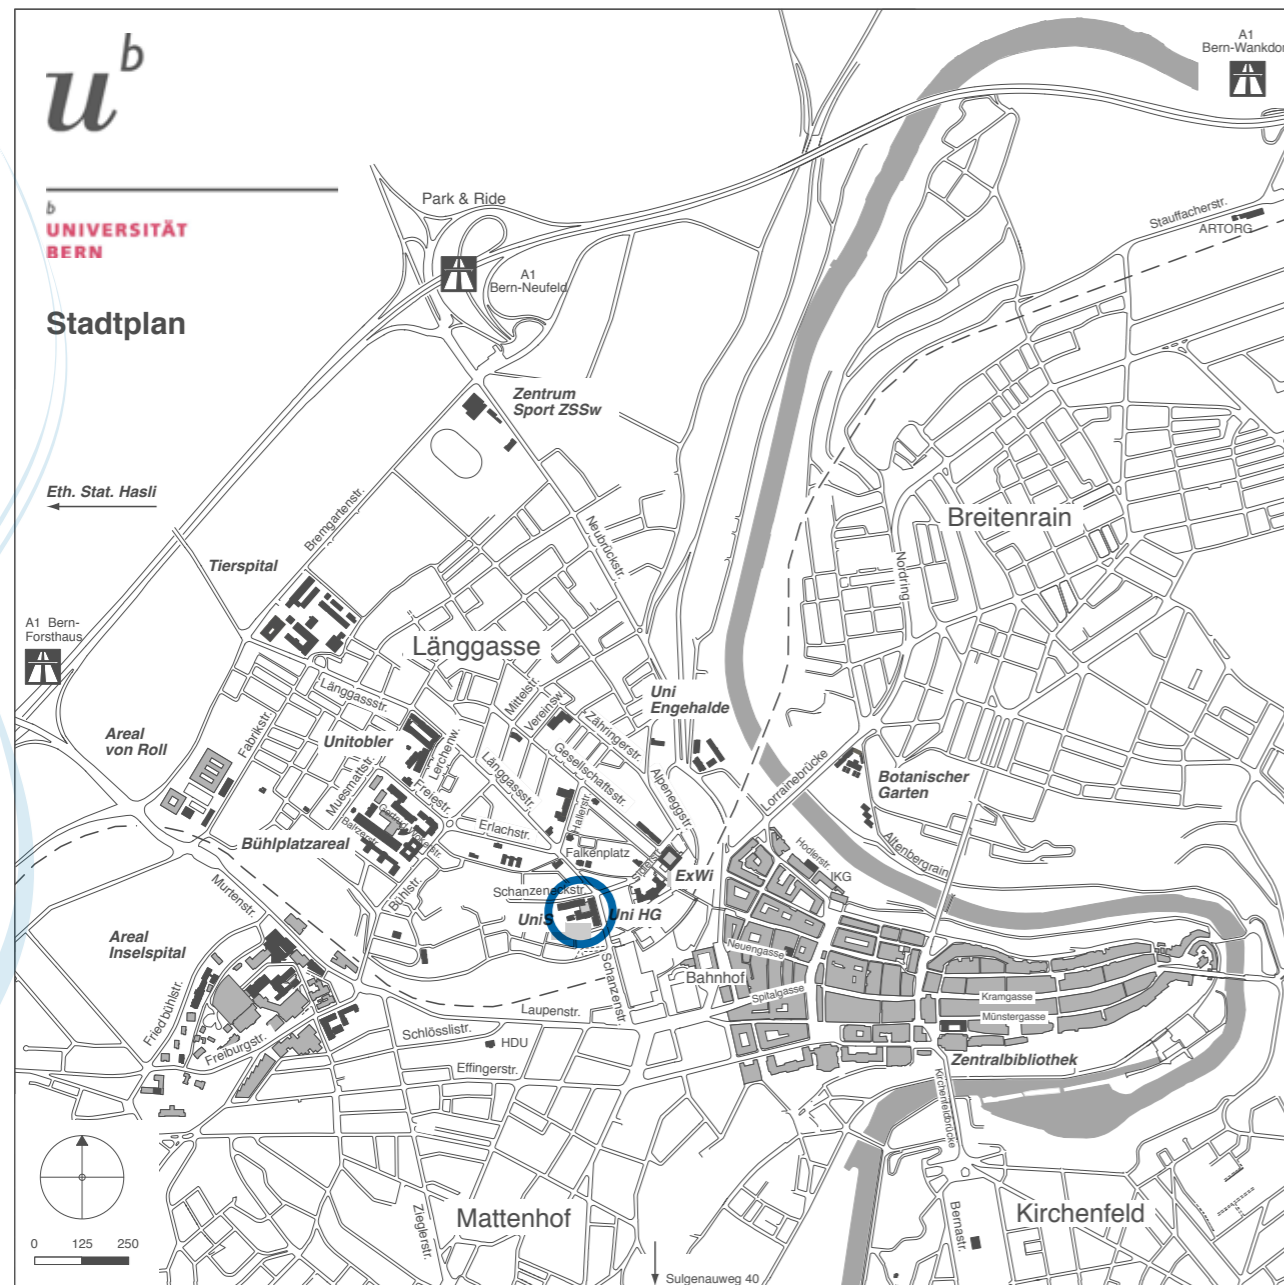 u b
b
UNIVERSITÄT
BERN
Stadtplan
A1
Bern-Wankdor
Park & Ride
Stauffacherstr.
ARTORG
A1
Bern-Neufeld
Zentrum
Sport ZSSw
Eth. Stat. Hasli
Bremgartenstr.
Neubrückstr.
Breitenrain
Nordring
Tierspital
A1 Bern-
Forsthaus
Länggasse
Länggassstr.
Mittelstr.
Vereinsw.
Zähringerstr.
Uni
Engehalde
Areal
von Roll
Fabrikstr.
Unitobler
Lerchenw.
Länggassstr.
Gesellschaftsstr.
Alpeneggstr.
Lorrainebrücke
Botanischer
Garten
Muesmattstr.
Freiestr.
Hallerstr.
Erlachstr.
Bühlplatzareal
Falkenplatz
Hodlerstr.
IKG
Altenbergrain
ExWi
Bühlstr.
Schanzeneckstr.
Murtenstr.
UniS
Uni HG
Areal
Inselspital
Neuengasse
Bahnhof
Schanzenstr.
Spitalgasse
Kramgasse
Münstergasse
Laupenstr.
Friedbühlstr.
Freiburgstr.
Schlösslistr.
HDU
Effingerstr.
Zentralbibliothek
Kirchenfeldbrücke
Zieglerstr.
Mattenhof
Bernastr.
Kirchenfeld
0 125 250
Sulgenauweg 40